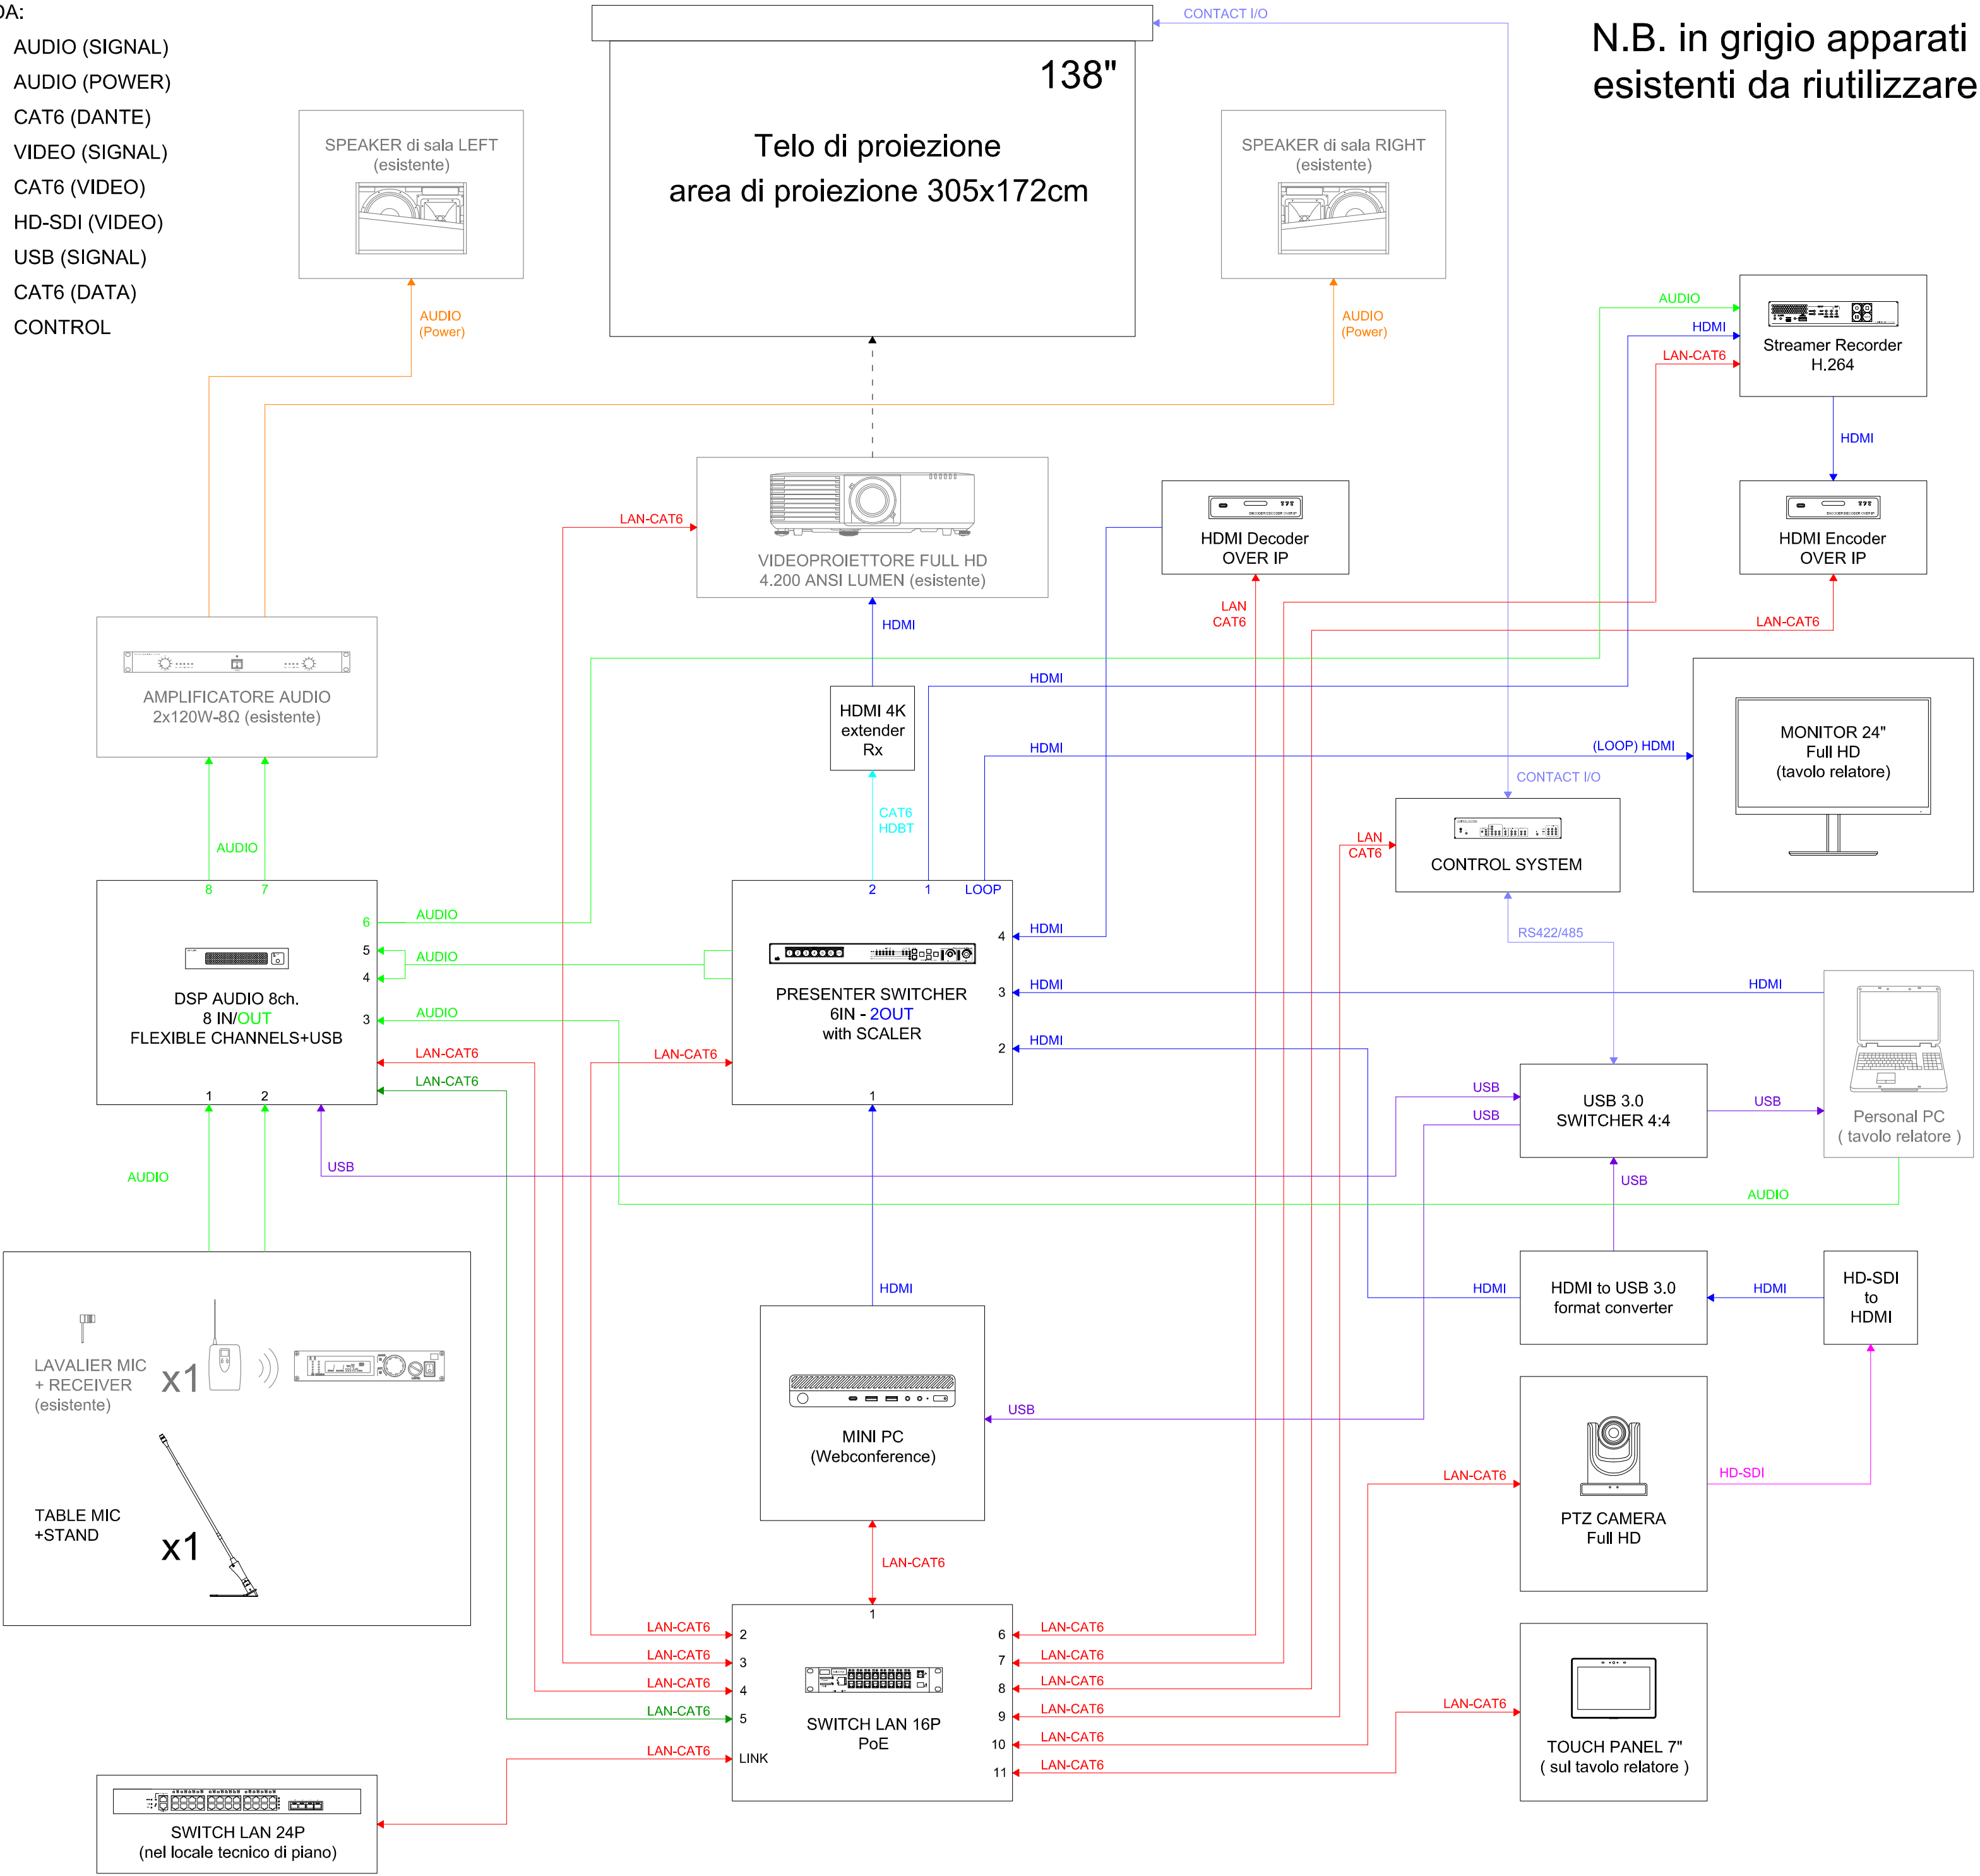 DA:
AUDIO (SIGNAL)
AUDIO (POWER)
CAT6 (DANTE)
VIDEO (SIGNAL)
CAT6 (VIDEO)
HD-SDI (VIDEO)
USB (SIGNAL)
CAT6 (DATA)
CONTROL
N.B. in grigio apparati
esistenti da riutilizzare
CONTACT I/O
138"
Telo di proiezione
area di proiezione 305x172cm
SPEAKER di sala LEFT
(esistente)
SPEAKER di sala RIGHT
(esistente)
AUDIO
(Power)
AUDIO
(Power)
AUDIO
HDMI
LAN-CAT6
Streamer Recorder
H.264
HDMI
LAN-CAT6
VIDEOPROIETTORE FULL HD
4.200 ANSI LUMEN (esistente)
HDMI Decoder
OVER IP
HDMI Encoder
OVER IP
LAN
CAT6
LAN-CAT6
HDMI
AMPLIFICATORE AUDIO
2x120W-8Ω (esistente)
HDMI 4K
extender
Rx
HDMI
HDMI
(LOOP) HDMI
MONITOR 24"
Full HD
(tavolo relatore)
CONTACT I/O
CAT6
HDBT
LAN
CAT6
CONTROL SYSTEM
AUDIO
8
7
6
AUDIO
5
AUDIO
4
3
AUDIO
DSP AUDIO 8ch.
8 IN/OUT
FLEXIBLE CHANNELS+USB
LAN-CAT6
LAN-CAT6
1
2
2
1
LOOP
4
HDMI
PRESENTER SWITCHER
6IN - 2OUT
with SCALER
3
HDMI
HDMI
2
HDMI
LAN-CAT6
1
RS422/485
USB
USB
USB 3.0
SWITCHER 4:4
USB
Personal PC
( tavolo relatore )
AUDIO
USB
USB
AUDIO
HDMI
HDMI
HDMI to USB 3.0
format converter
HDMI
HD-SDI
to
HDMI
LAVALIER MIC
+ RECEIVER
(esistente)
x1
TABLE MIC
+STAND
x1
MINI PC
(Webconference)
USB
LAN-CAT6
PTZ CAMERA
Full HD
HD-SDI
LAN-CAT6
1
LAN-CAT6
2
LAN-CAT6
3
LAN-CAT6
4
LAN-CAT6
5
LAN-CAT6
LINK
SWITCH LAN 16P
PoE
6
LAN-CAT6
7
LAN-CAT6
8
LAN-CAT6
9
LAN-CAT6
10
LAN-CAT6
11
LAN-CAT6
LAN-CAT6
TOUCH PANEL 7"
( sul tavolo relatore )
SWITCH LAN 24P
(nel locale tecnico di piano)